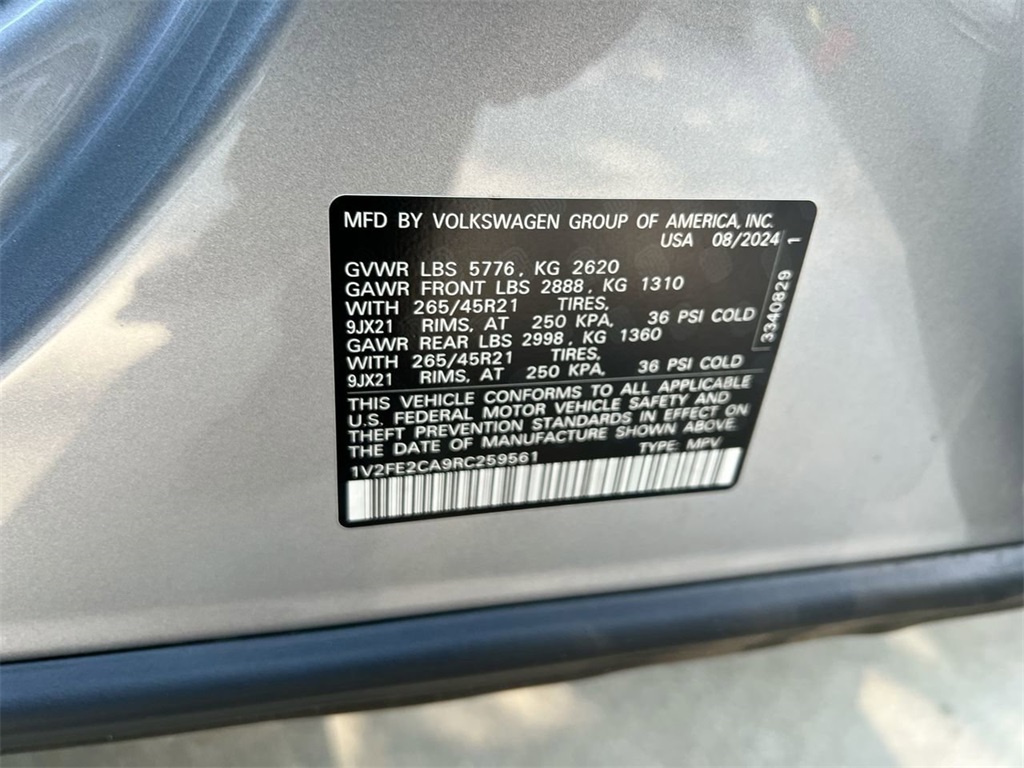 MFD BY VOLKSWAGEN GROUP OF AMERICA, INC.
USA 08/2024 1
GVWR LBS 5776, KG 2620
GAWR FRONT LBS 2888, KG 1310
WITH 265/45R21 TIRES,
9JX21 RIMS, AT 250 KPA, 36 PSI COLD
GAWR REAR LBS 2998, KG 1360
WITH 265/45R21 TIRES,
9JX21 RIMS, AT 250 KPA, 36 PSI COLD
THIS VEHICLE CONFORMS TO ALL APPLICABLE
U.S. FEDERAL MOTOR VEHICLE SAFETY AND
THEFT PREVENTION STANDARDS IN EFFECT ON
THE DATE OF MANUFACTURE SHOWN ABOVE.
1V2FE2CA9RC259561 TYPE: MPV
3340829